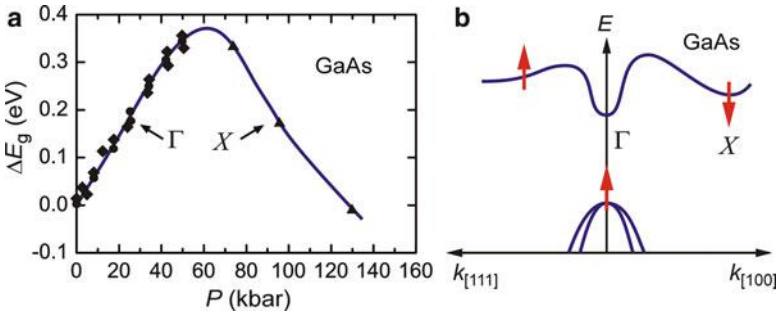 a
0.4
0.3
0.2
0.1
0.0
-0.1
ΔEg (eV)
GaAs
Γ
X
0 20 40 60 80 100 120 140 160
P (kbar)
b
E
GaAs
Γ
X
k[111]
k[100]